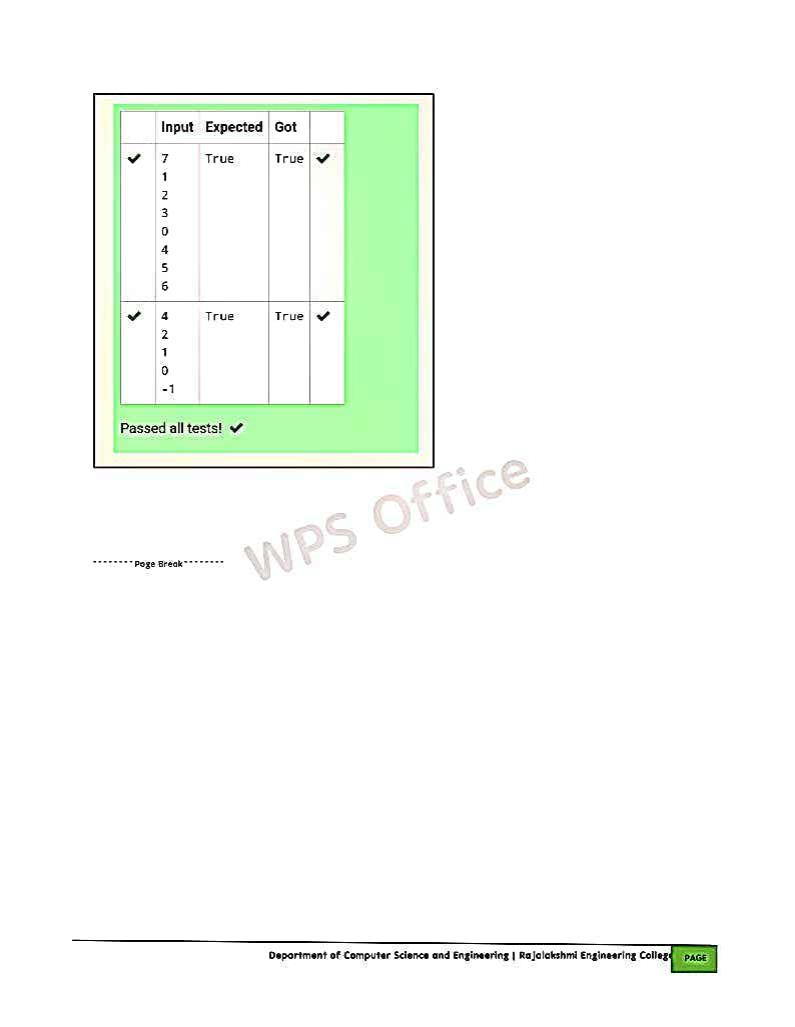 Input Expected Got
✔ 7 True True ✔
1
2
3
0
4
5
6
✔ 4 True True ✔
2
1
0
-1
Passed all tests! ✔
WPS Office
--------Page Break--------
Department of Computer Science and Engineering | Rajalakshmi Engineering College
PAGE